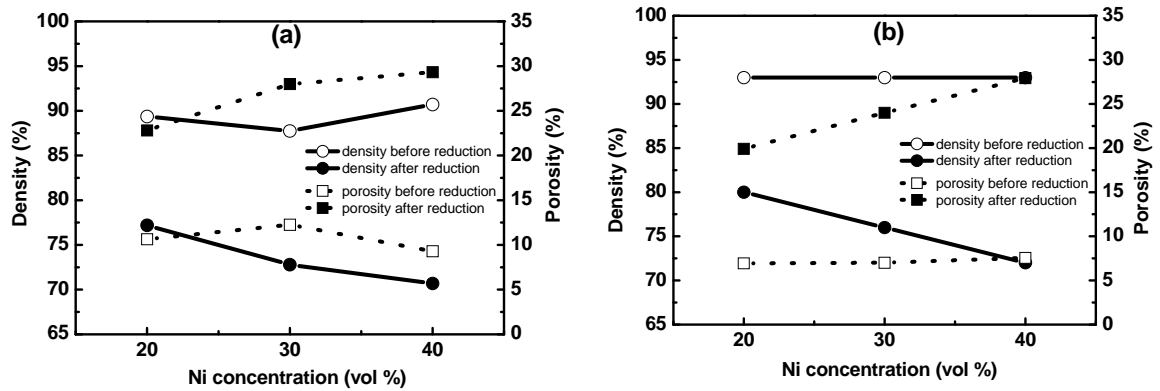 (a)
100
95
90
85
80
75
70
65
Density (%)
35
30
25
20
15
10
5
0
Porosity (%)
density before reduction
density after reduction
porosity before reduction
porosity after reduction
20 30 40
Ni concentration (vol %)
(b)
100
95
90
85
80
75
70
65
Density (%)
35
30
25
20
15
10
5
0
Porosity (%)
density before reduction
density after reduction
porosity before reduction
porosity after reduction
20 30 40
Ni concentration (vol %)